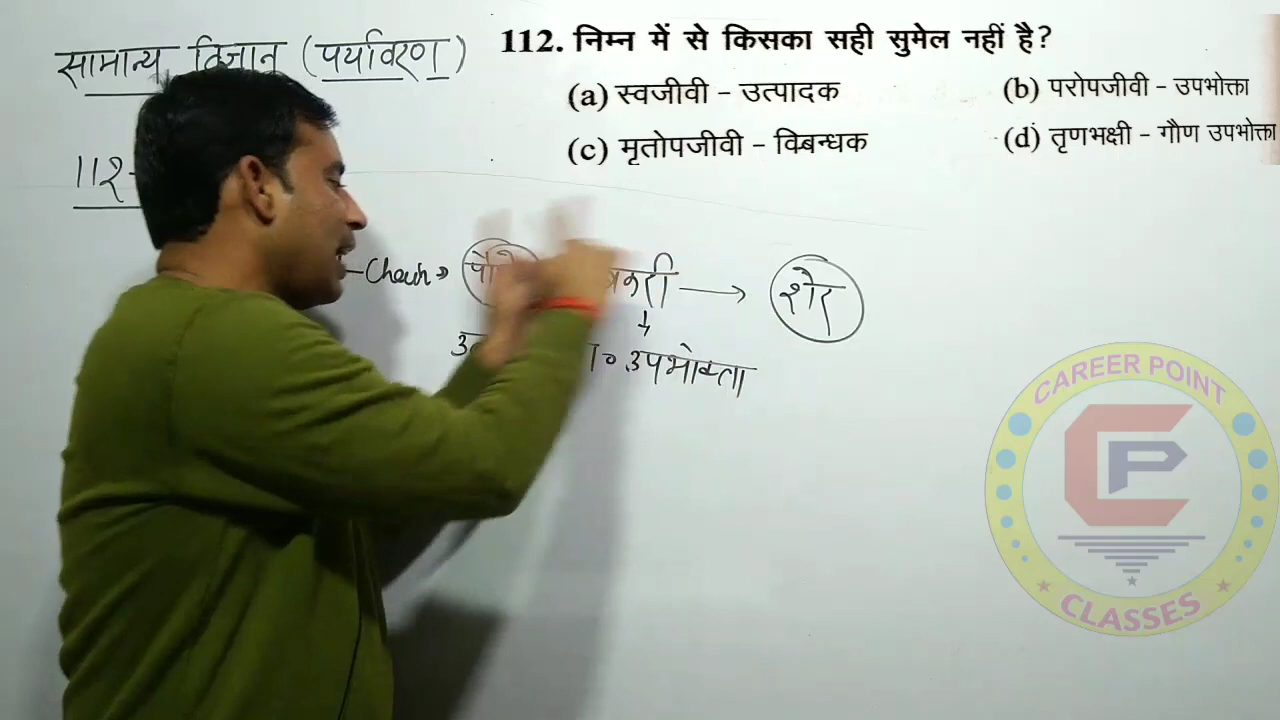 सामान्य विज्ञान (पर्यावरण)
112. निम्न में से किसका सही सुमेल नहीं है?
(a) स्वजीवी – उत्पादक
(b) परोपजीवी – उपभोक्ता
(c) मृतोपजीवी – विबन्धक
(d) तृणभक्षी – गौण उपभोक्ता
112-
Chain → करी → शेर
उपभोक्ता
CAREER POINT
CP
CLASSES